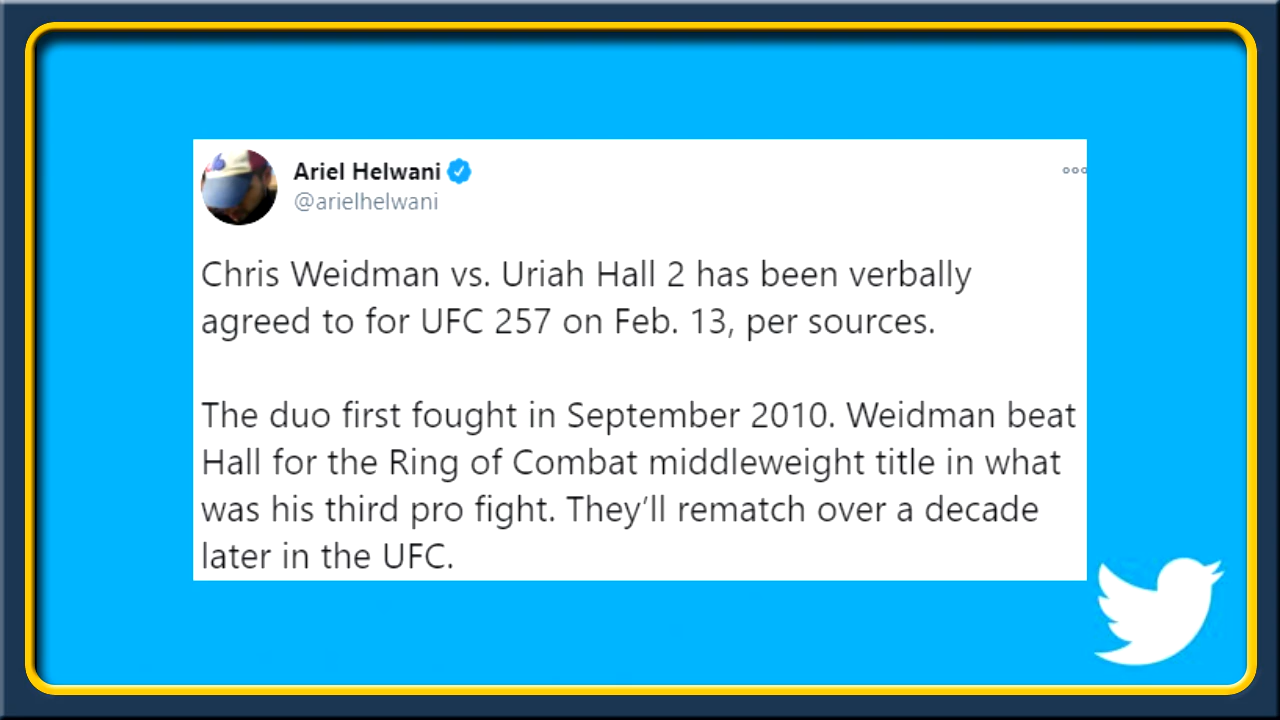 Ariel Helwani
@arielhelwani
Chris Weidman vs. Uriah Hall 2 has been verbally
agreed to for UFC 257 on Feb. 13, per sources.
The duo first fought in September 2010. Weidman beat
Hall for the Ring of Combat middleweight title in what
was his third pro fight. They’ll rematch over a decade
later in the UFC.